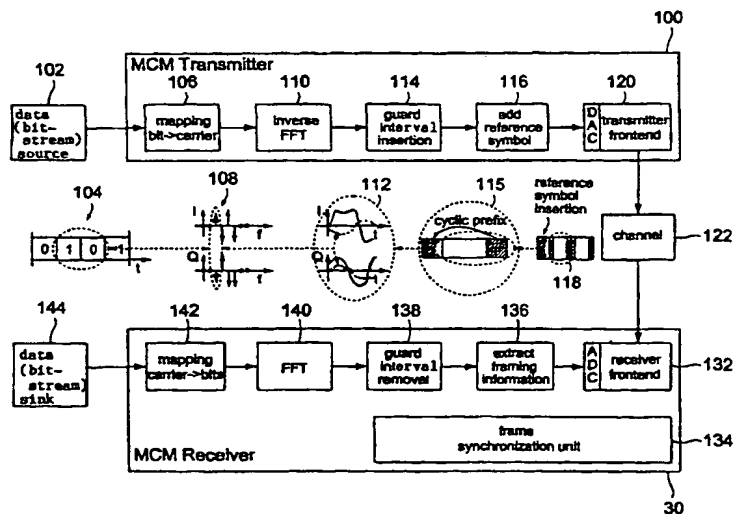 100
102
MCM Transmitter
106
110
114
116
120
data
(bit-
stream)
source
mapping
bit->carrier
inverse
FFT
guard
interval
insertion
add
reference
symbol
D
A
C
transmitter
frontend
104
0 1 0 1
t
108
I
f
Q
f
112
I
t
Q
t
115
cyclic prefix
reference
symbol
insertion
118
channel
122
144
142
140
138
136
data
(bit-
stream)
sink
mapping
carrier->bits
FFT
guard
interval
removal
extract
framing
information
A
D
C
receiver
frontend
132
frame
synchronization unit
134
MCM Receiver
30